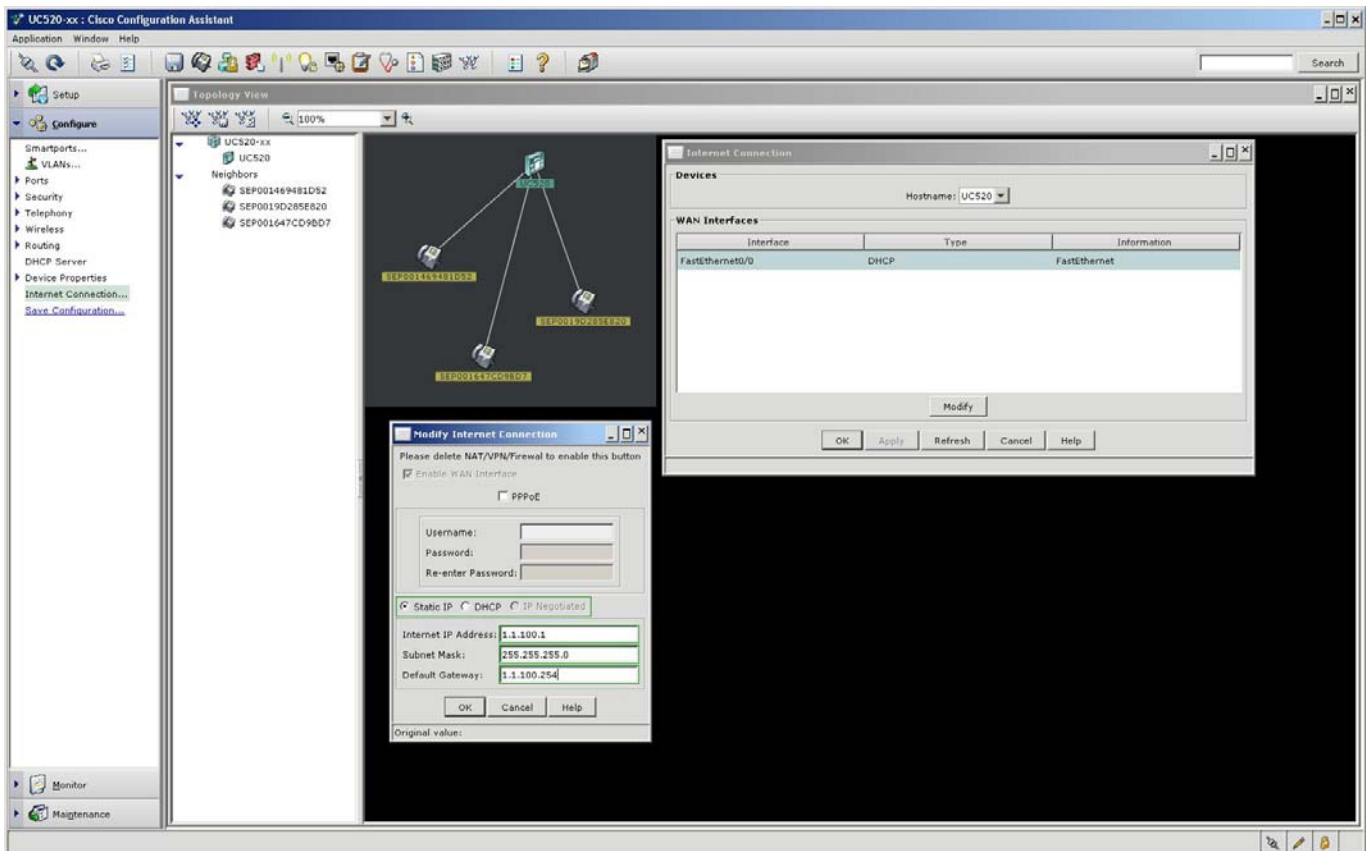 UC520-xx : Cisco Configuration Assistant
Application Window Help
Search
Setup
Configure
Smartports...
VLANs...
Ports
Security
Telephony
Wireless
Routing
DHCP Server
Device Properties
Internet Connection...
Save Configuration...
Monitor
Maintenance
Topology View
100%
UC520-xx
UC520
Neighbors
SEP001469481D52
SEP0019D285E820
SEP001647CD9BD7
UC520
SEP001469481D52
SEP0019D285E820
SEP001647CD9BD7
Internet Connection
Devices
Hostname: UC520
WAN Interfaces
Interface Type Information
FastEthernet0/0 DHCP FastEthernet
Modify
OK Apply Refresh Cancel Help
Modify Internet Connection
Please delete NAT/VPN/Firewal to enable this button
Enable WAN Interface
PPPoE
Username:
Password:
Re-enter Password:
Static IP DHCP IP Negotiated
Internet IP Address: 1.1.100.1
Subnet Mask: 255.255.255.0
Default Gateway: 1.1.100.254
OK Cancel Help
Original value: